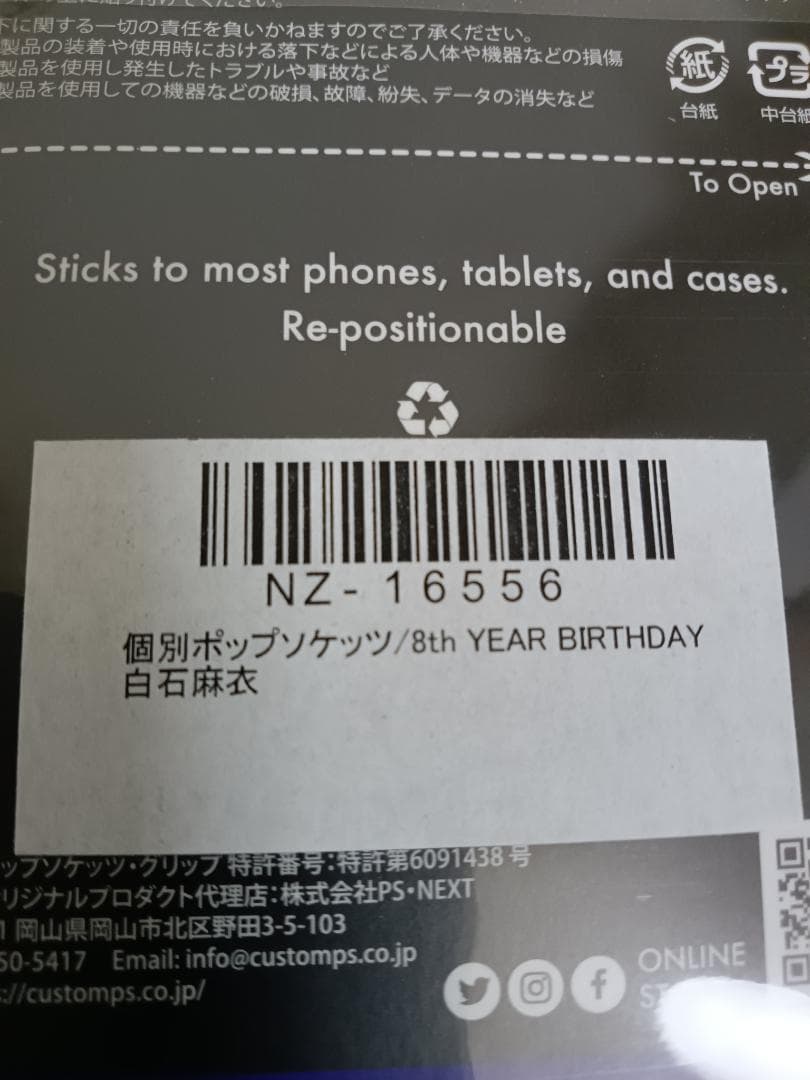 下に関する一切の責任を負いかねますのでご了承ください。
製品の装着や使用時における落下などによる人体や機器などの損傷
製品を使用し発生したトラブルや事故など
製品を使用しての機器などの破損、故障、紛失、データの消失など
紙
プラ
台紙
中台紙
To Open
Sticks to most phones, tablets, and cases.
Re-positionable
NZ-16556
個別ポップソケッツ/8th YEAR BIRTHDAY
白石麻衣
ップソケッツ・グリップ 特許番号:特許第6091438号
リジナルプロダクト代理店:株式会社PS・NEXT
1 岡山県岡山市北区野田3-5-103
50-5417 Email: info@customps.co.jp
://customps.co.jp/
ONLINE